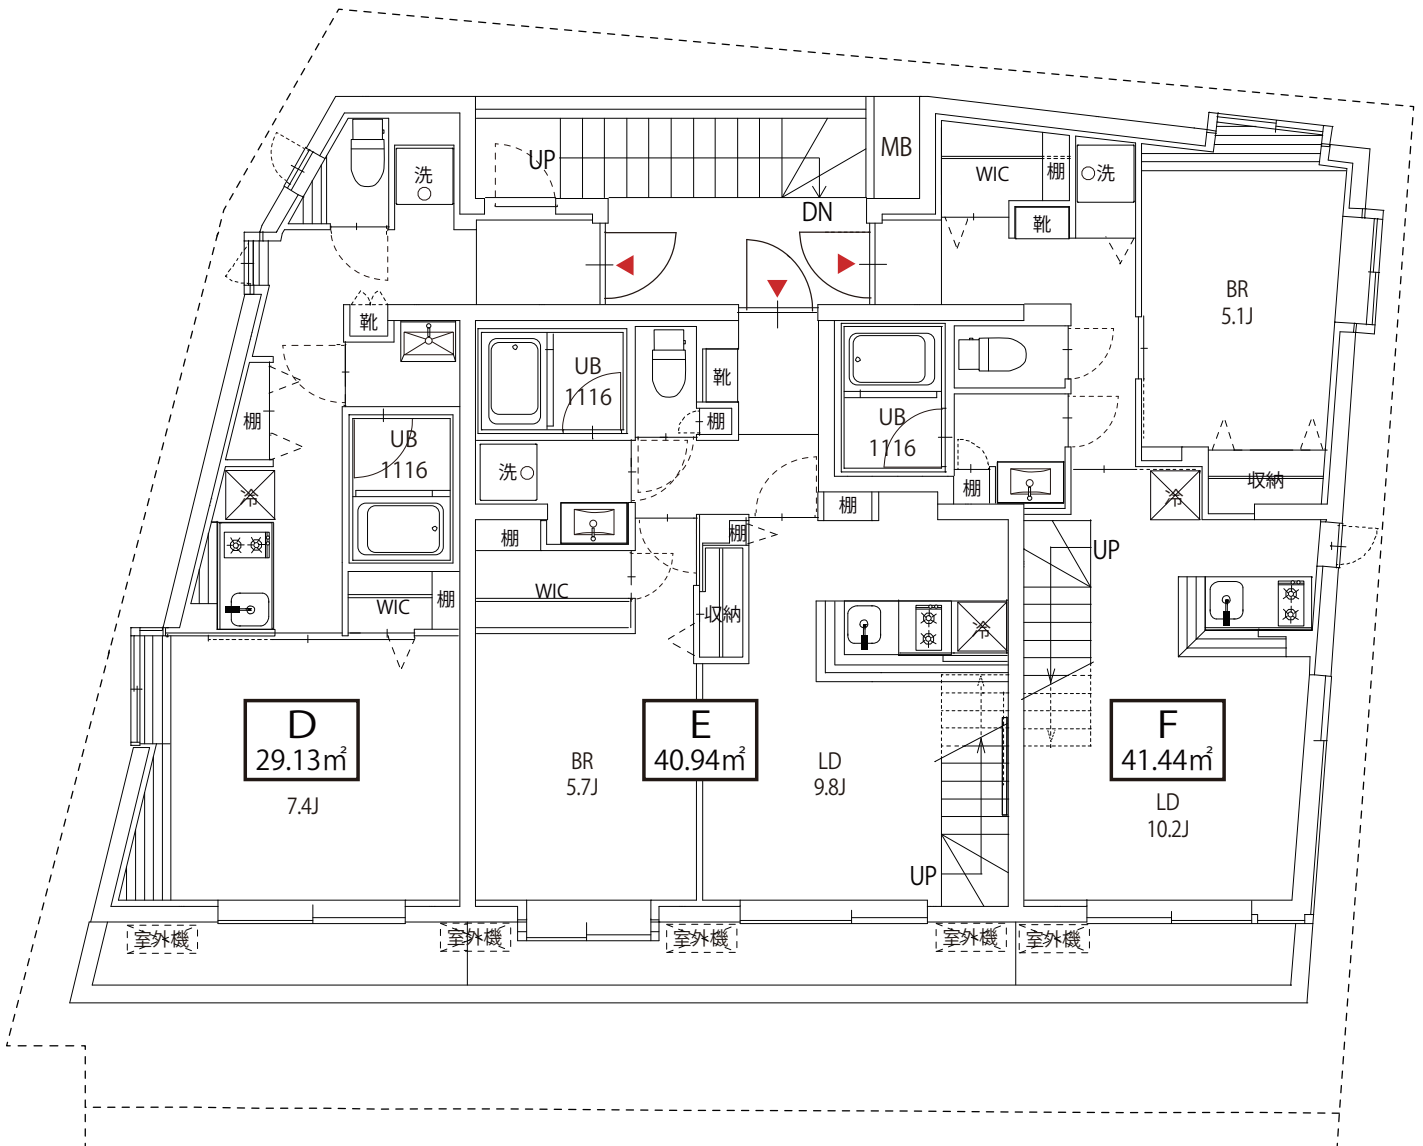 UP
MB
DN
洗
WIC
棚
洗
靴
BR
5.1J
靴
UB
1116
靴
棚
UB
1116
棚
UB
1116
洗
冷
棚
棚
棚
棚
収納
冷
UP
WIC
棚
WIC
収納
冷
D
29.13㎡
7.4J
E
40.94㎡
BR
5.7J
LD
9.8J
F
41.44㎡
LD
10.2J
UP
室外機
室外機
室外機
室外機
室外機